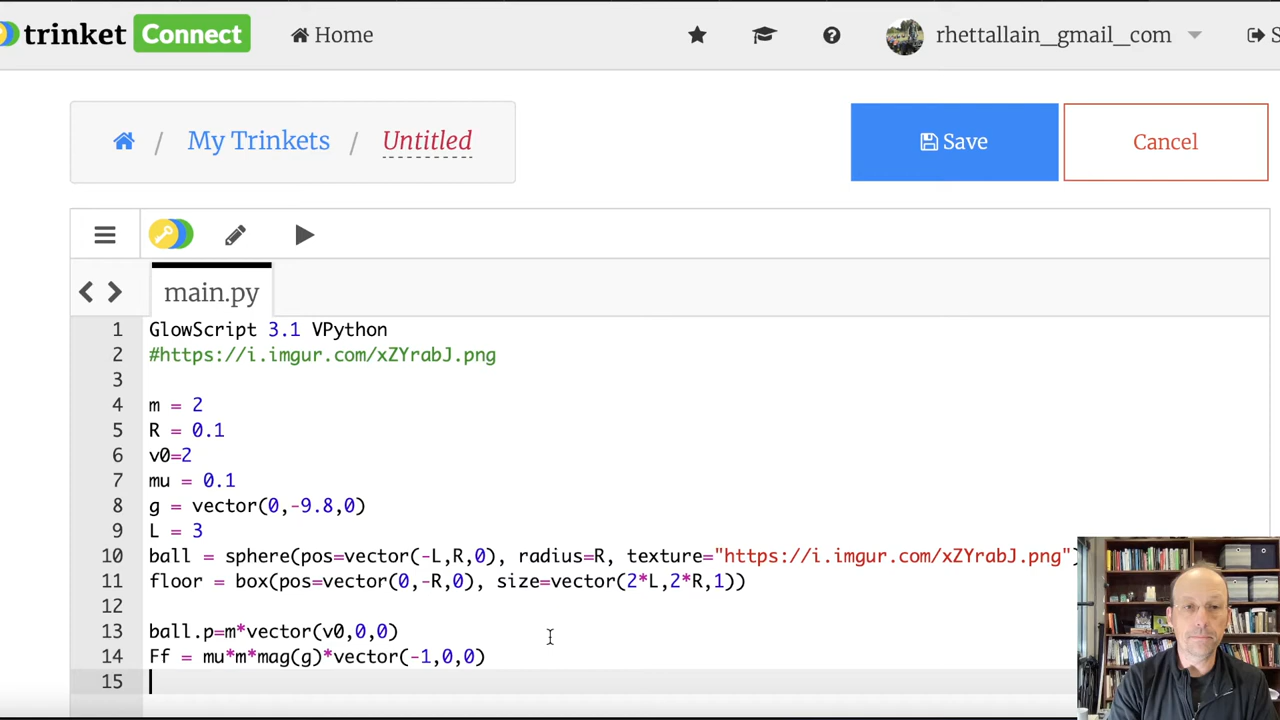 trinket Connect Home rhettallain_gmail_com S
/ My Trinkets / Untitled Save Cancel
main.py
1 GlowScript 3.1 VPython
2 #https://i.imgur.com/xZYrabJ.png
3
4 m = 2
5 R = 0.1
6 v0=2
7 mu = 0.1
8 g = vector(0,-9.8,0)
9 L = 3
10 ball = sphere(pos=vector(-L,R,0), radius=R, texture="https://i.imgur.com/xZYrabJ.png")
11 floor = box(pos=vector(0,-R,0), size=vector(2*L,2*R,1))
12
13 ball.p=m*vector(v0,0,0)
14 Ff = mu*m*mag(g)*vector(-1,0,0)
15